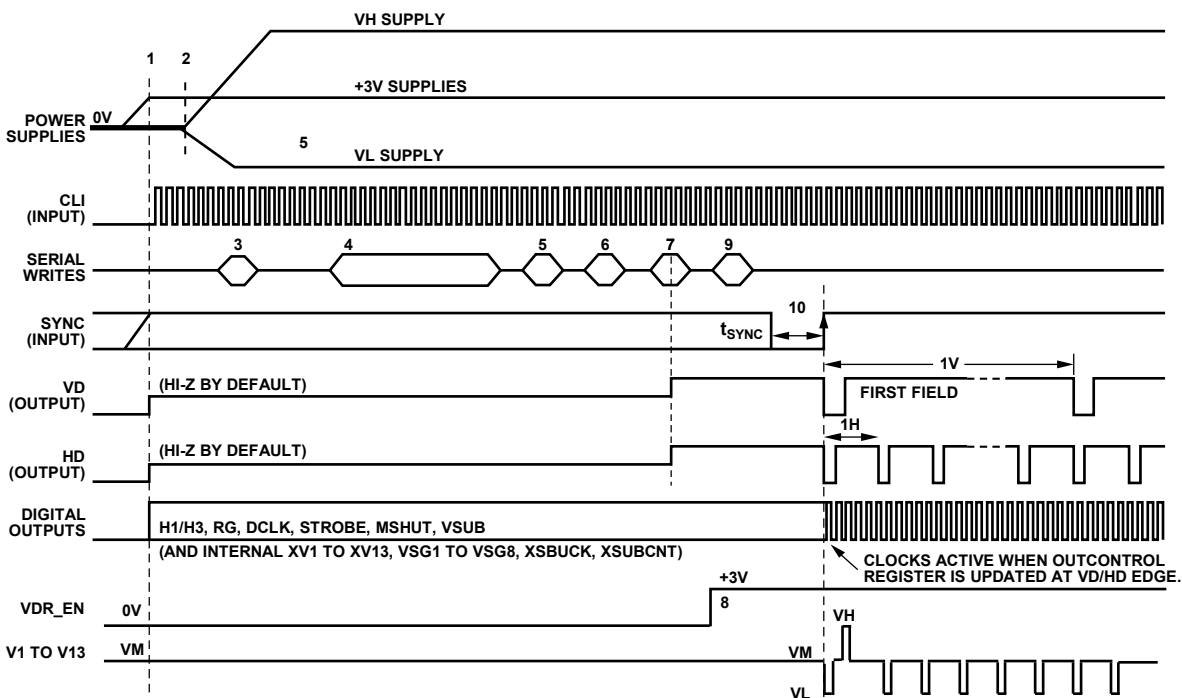 VH SUPPLY
1 2
+3V SUPPLIES
POWER SUPPLIES
0V
5
VL SUPPLY
CLI
(INPUT)
3 4 5 6 7 9
SERIAL
WRITES
SYNC
(INPUT)
tSYNC
10
1V
VD
(OUTPUT)
(HI-Z BY DEFAULT)
FIRST FIELD
1H
HD
(OUTPUT)
(HI-Z BY DEFAULT)
DIGITAL
OUTPUTS
H1/H3, RG, DCLK, STROBE, MSHUT, VSUB
(AND INTERNAL XV1 TO XV13, VSG1 TO VSG8, XSBUCK, XSUBCNT)
CLOCKS ACTIVE WHEN OUTCONTROL
REGISTER IS UPDATED AT VD/HD EDGE.
+3V
VDR_EN
0V
8
VH
V1 TO V13
VM
VM
VL